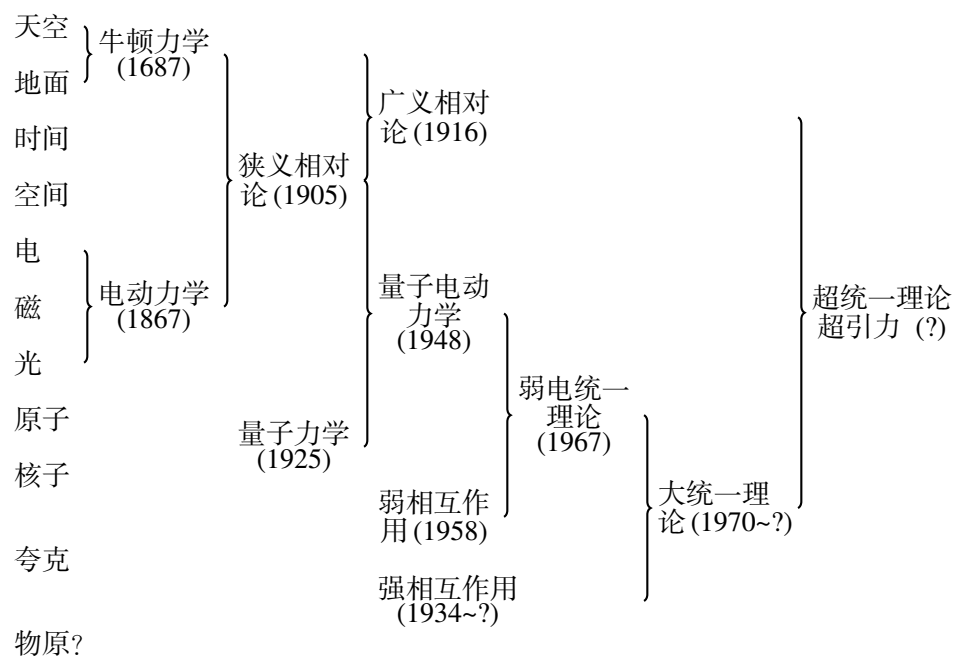 天空
地面
时间
空间
电
磁
光
原子
核子
夸克
物原?
牛顿力学
(1687)
电动力学
(1867)
狭义相对
论(1905)
量子力学
(1925)
广义相对
论(1916)
量子电动
力学
(1948)
弱相互作
用(1958)
强相互作用
(1934~?)
弱电统一
理论
(1967)
大统一理
论(1970~?)
超统一理论
超引力 (?)